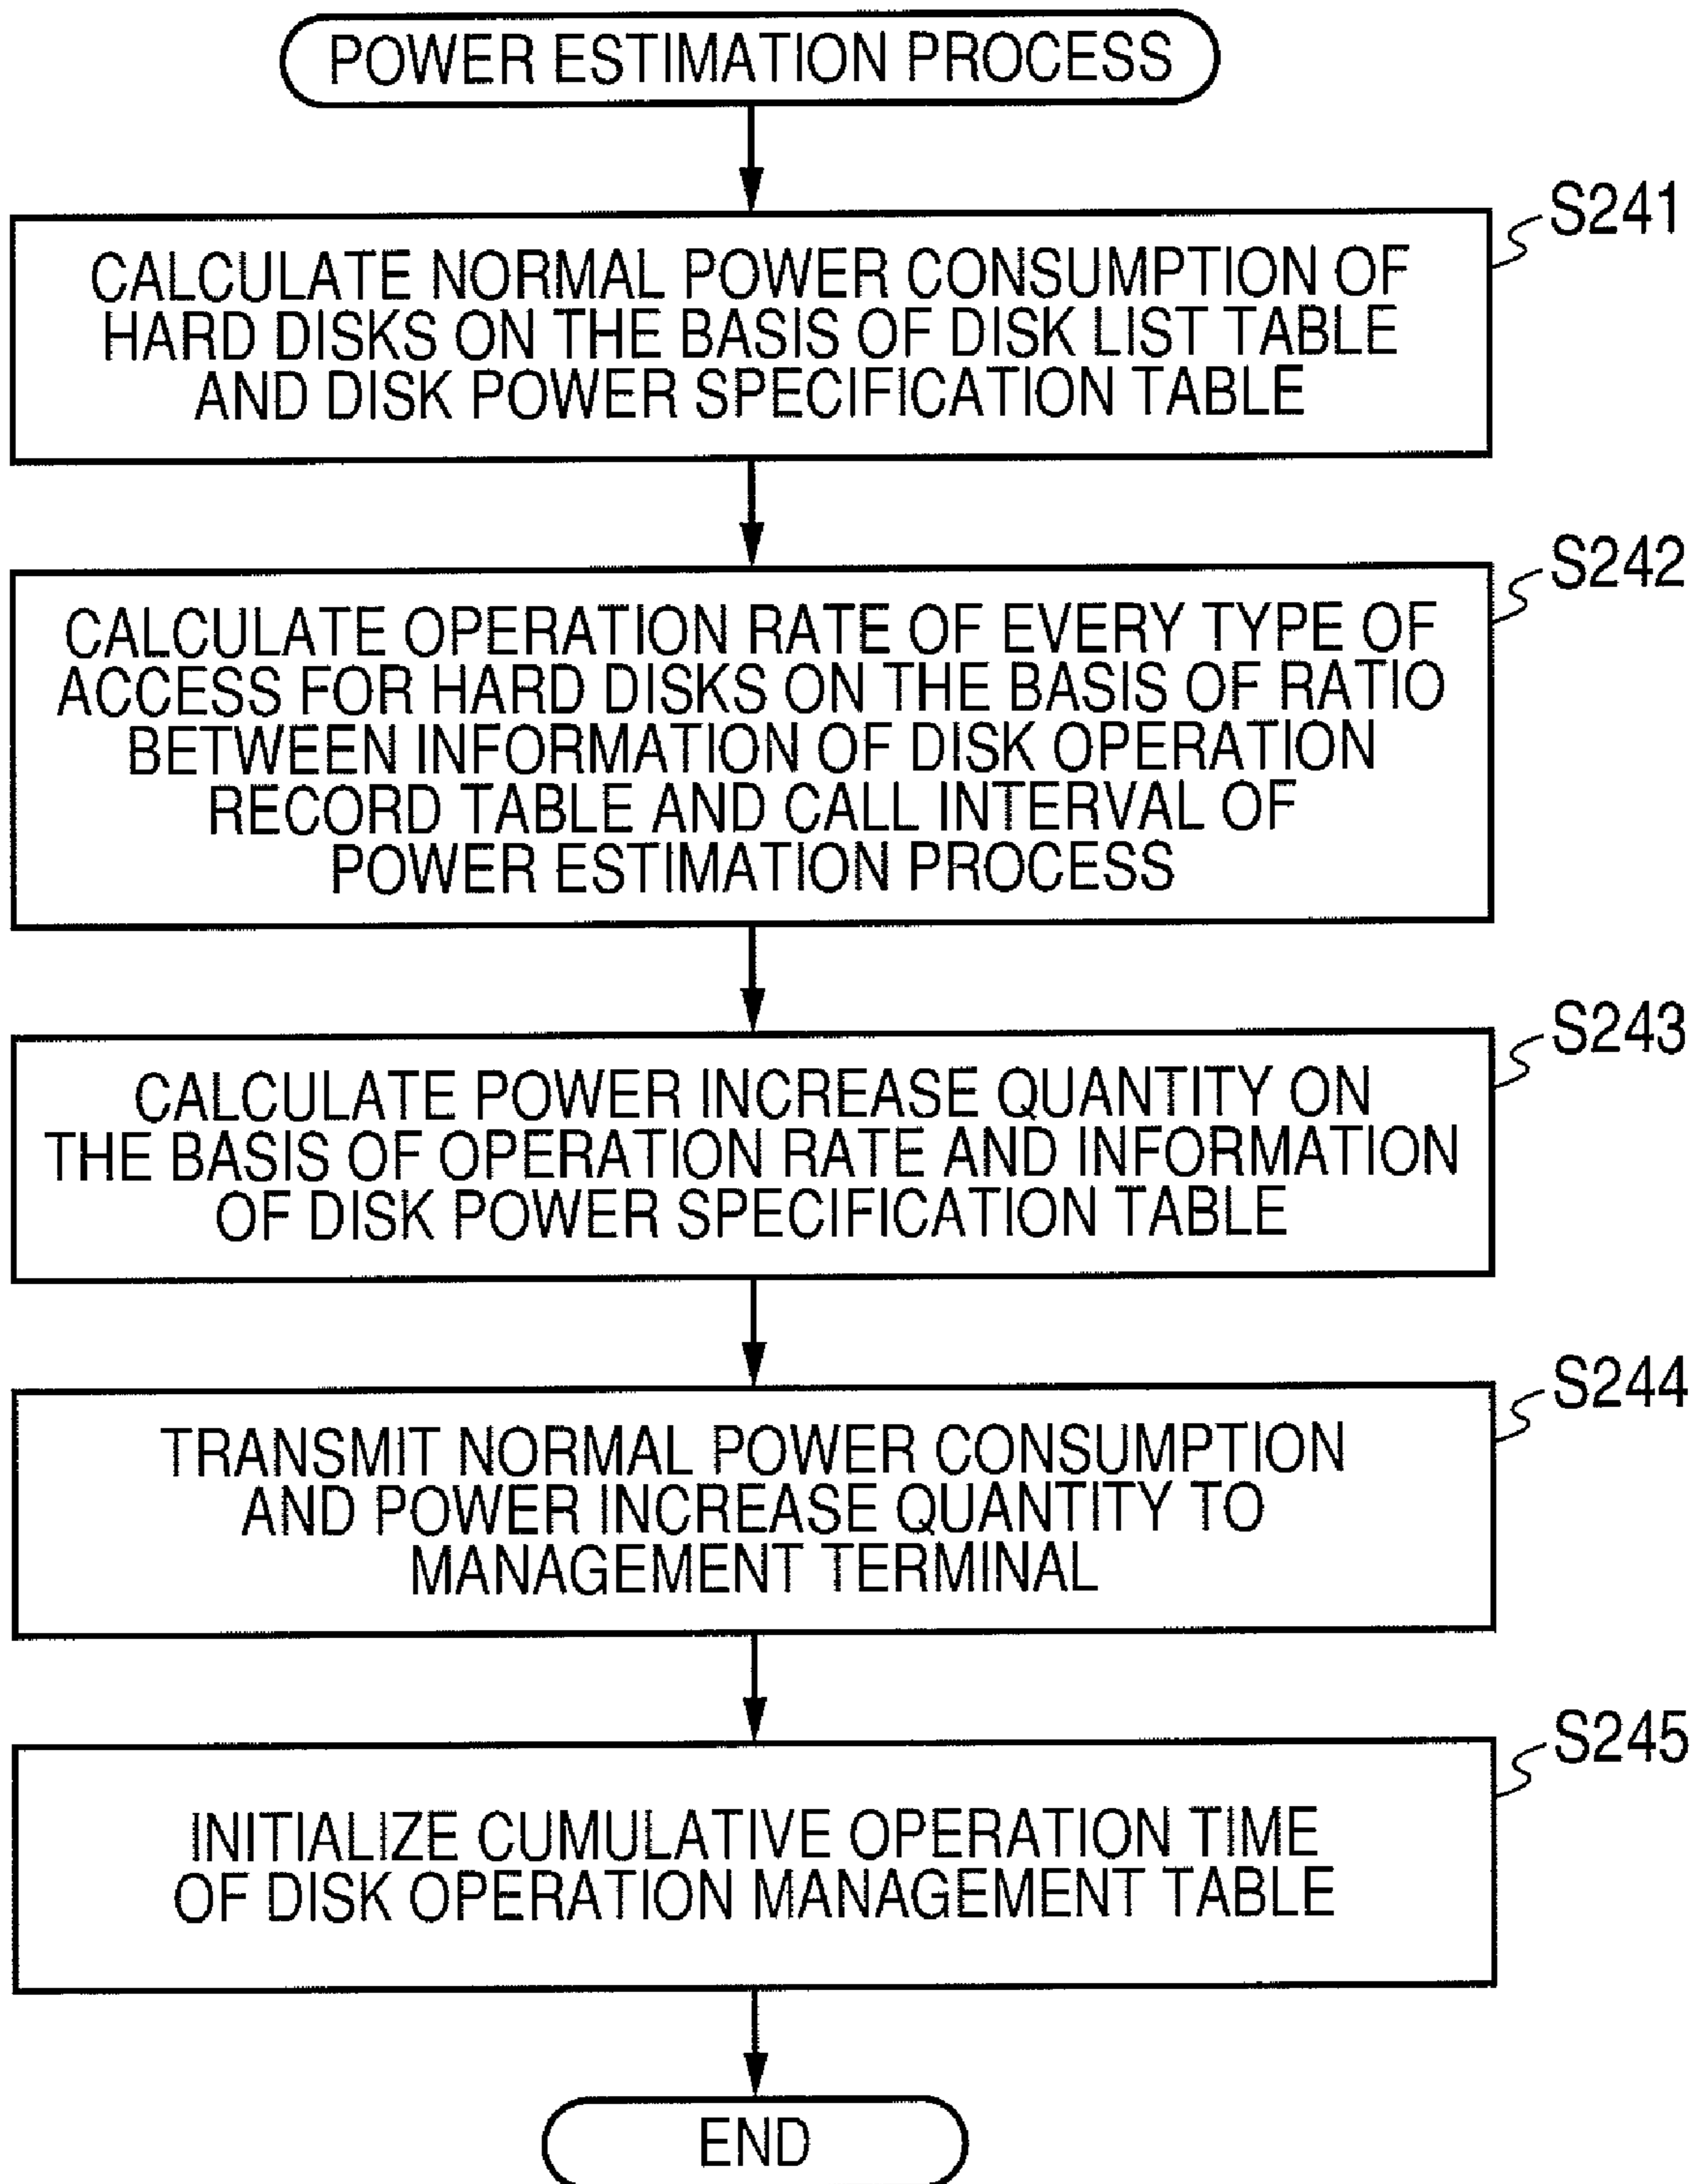 POWER ESTIMATION PROCESS
S241
CALCULATE NORMAL POWER CONSUMPTION OF
HARD DISKS ON THE BASIS OF DISK LIST TABLE
AND DISK POWER SPECIFICATION TABLE
S242
CALCULATE OPERATION RATE OF EVERY TYPE OF
ACCESS FOR HARD DISKS ON THE BASIS OF RATIO
BETWEEN INFORMATION OF DISK OPERATION
RECORD TABLE AND CALL INTERVAL OF
POWER ESTIMATION PROCESS
S243
CALCULATE POWER INCREASE QUANTITY ON
THE BASIS OF OPERATION RATE AND INFORMATION
OF DISK POWER SPECIFICATION TABLE
S244
TRANSMIT NORMAL POWER CONSUMPTION
AND POWER INCREASE QUANTITY TO
MANAGEMENT TERMINAL
S245
INITIALIZE CUMULATIVE OPERATION TIME
OF DISK OPERATION MANAGEMENT TABLE
END